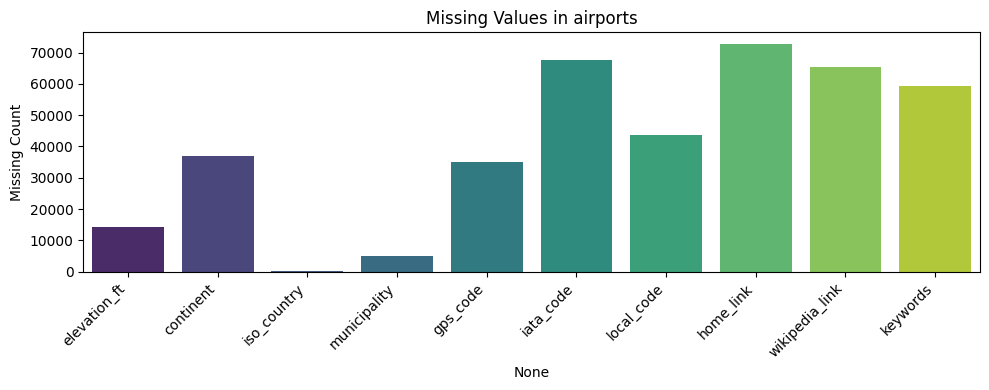 Missing Values in airports
Missing Count
70000
60000
50000
40000
30000
20000
10000
0
elevation_ft
continent
iso_country
municipality
gps_code
iata_code
local_code
home_link
wikipedia_link
keywords
None